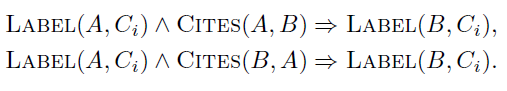 LABEL(A, Cᵢ) ∧ CITES(A, B) ⇒ LABEL(B, Cᵢ),
LABEL(A, Cᵢ) ∧ CITES(B, A) ⇒ LABEL(B, Cᵢ).